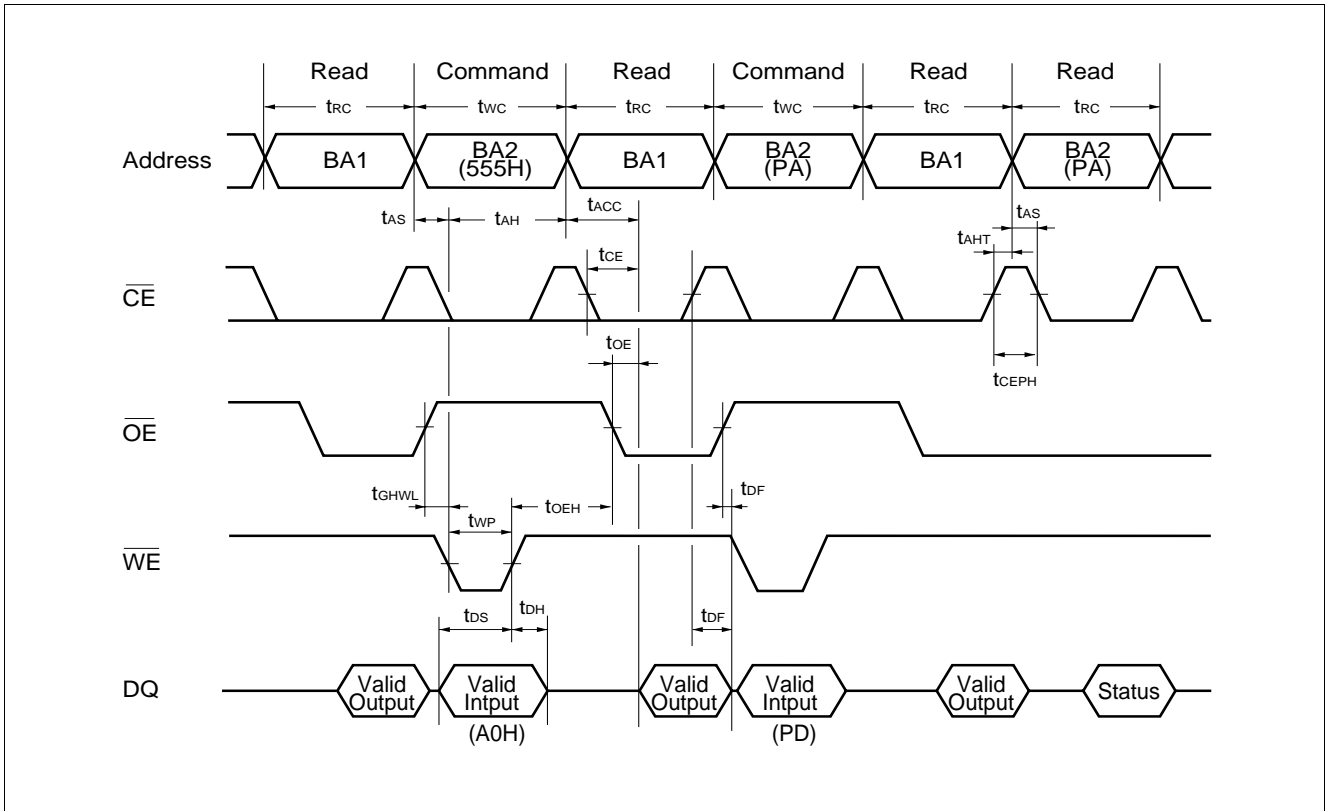 Read Command Read Command Read Read
tRC tWC tRC tWC tRC tRC
Address BA1 BA2 (555H) BA1 BA2 (PA) BA1 BA2 (PA)
tAS tAH tACC tAS
tAHT
tCE
CE
tOE
tCEPH
OE
tGHWL tWP tOEH tDF
WE
tDS tDH tDF
DQ Valid Output Valid Intput Valid Output Valid Intput Valid Output Status
(A0H) (PD)